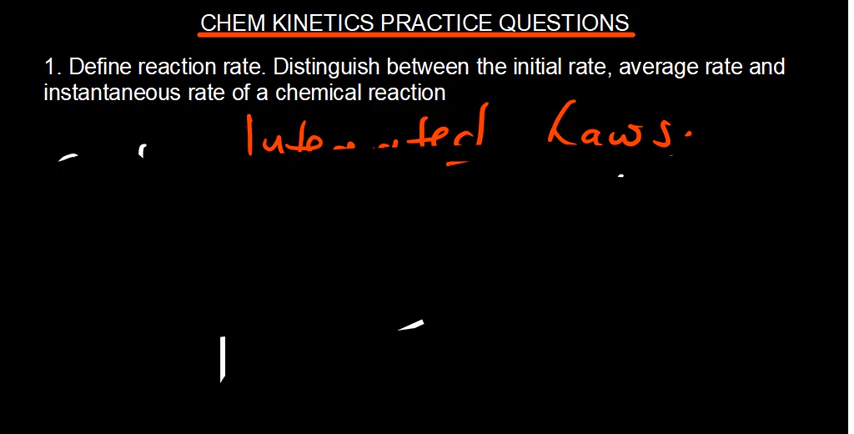 CHEM KINETICS PRACTICE QUESTIONS
1. Define reaction rate. Distinguish between the initial rate, average rate and
instantaneous rate of a chemical reaction
Laws.